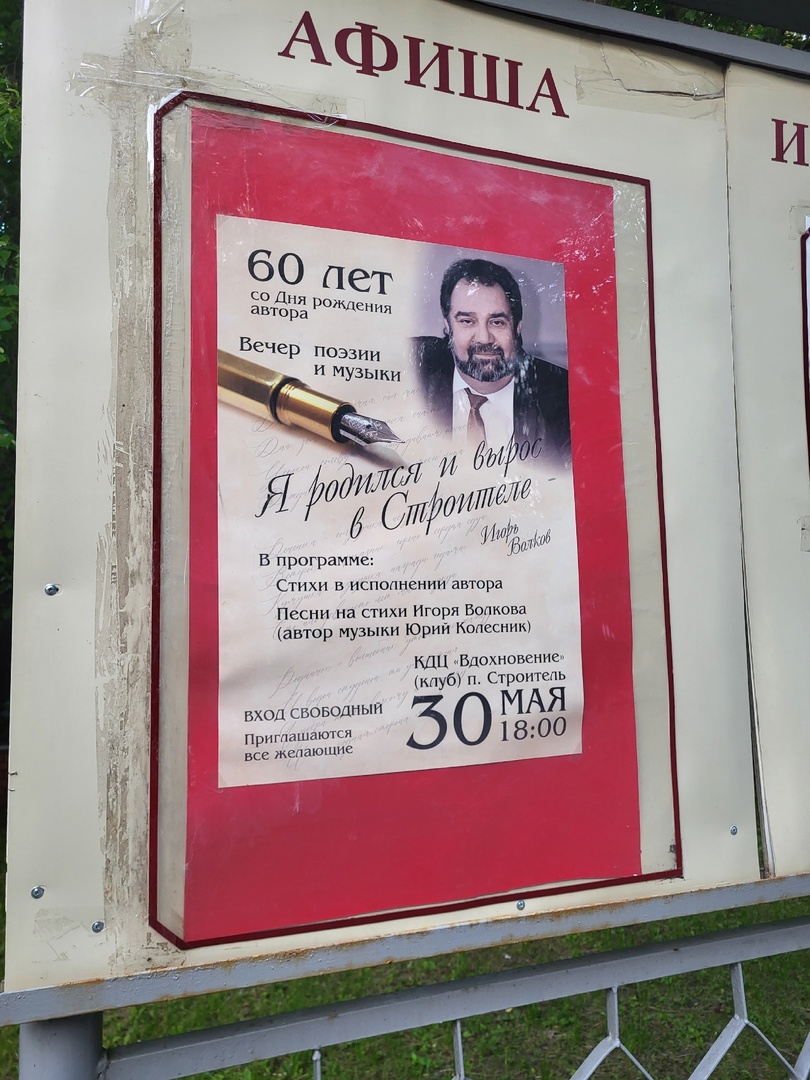 АФИША
И
60 лет
со Дня рождения
автора
Вечер поэзии
и музыки
Я родился и вырос
в Строителе
Игорь
Волков
В программе:
Стихи в исполнении автора
Песни на стихи Игоря Волкова
(автор музыки Юрий Колесник)
КДЦ «Вдохновение»
(клуб) п. Строитель
ВХОД СВОБОДНЫЙ
Приглашаются
все желающие
30 МАЯ
18:00